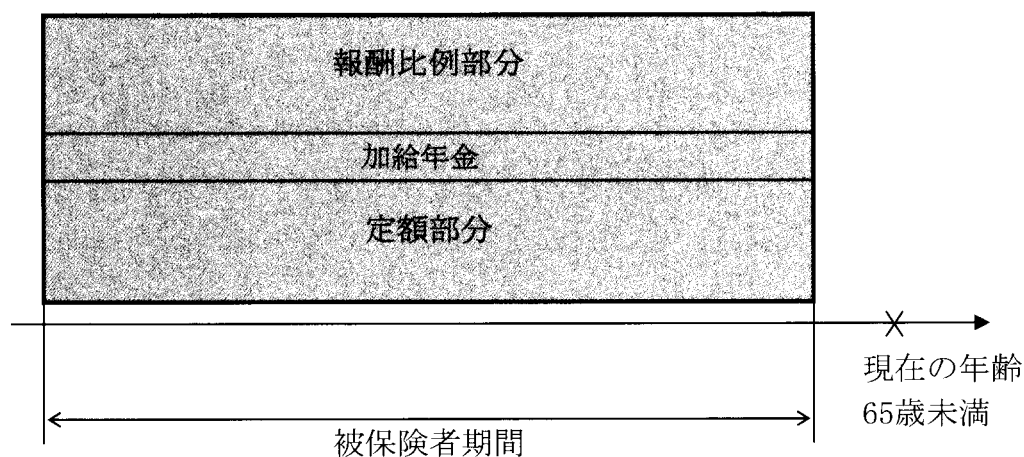 報酬比例部分
加給年金
定額部分
現在の年齢
65歳未満
被保険者期間